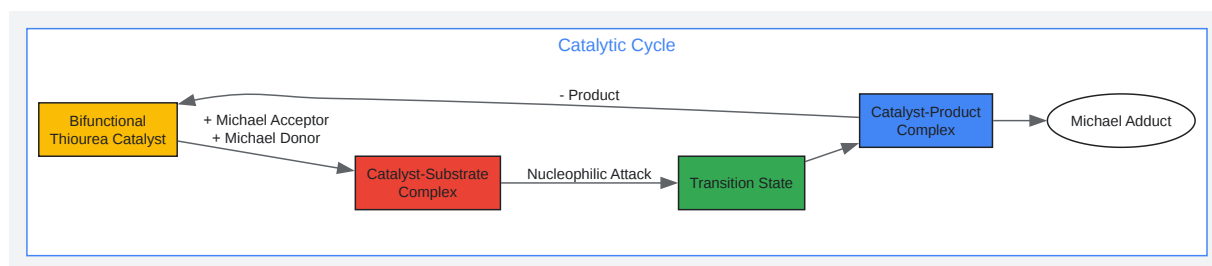 Catalytic Cycle
- Product
Bifunctional
Thiourea Catalyst
+ Michael Acceptor
+ Michael Donor
Catalyst-Substrate
Complex
Nucleophilic Attack
Transition State
Catalyst-Product
Complex
Michael Adduct